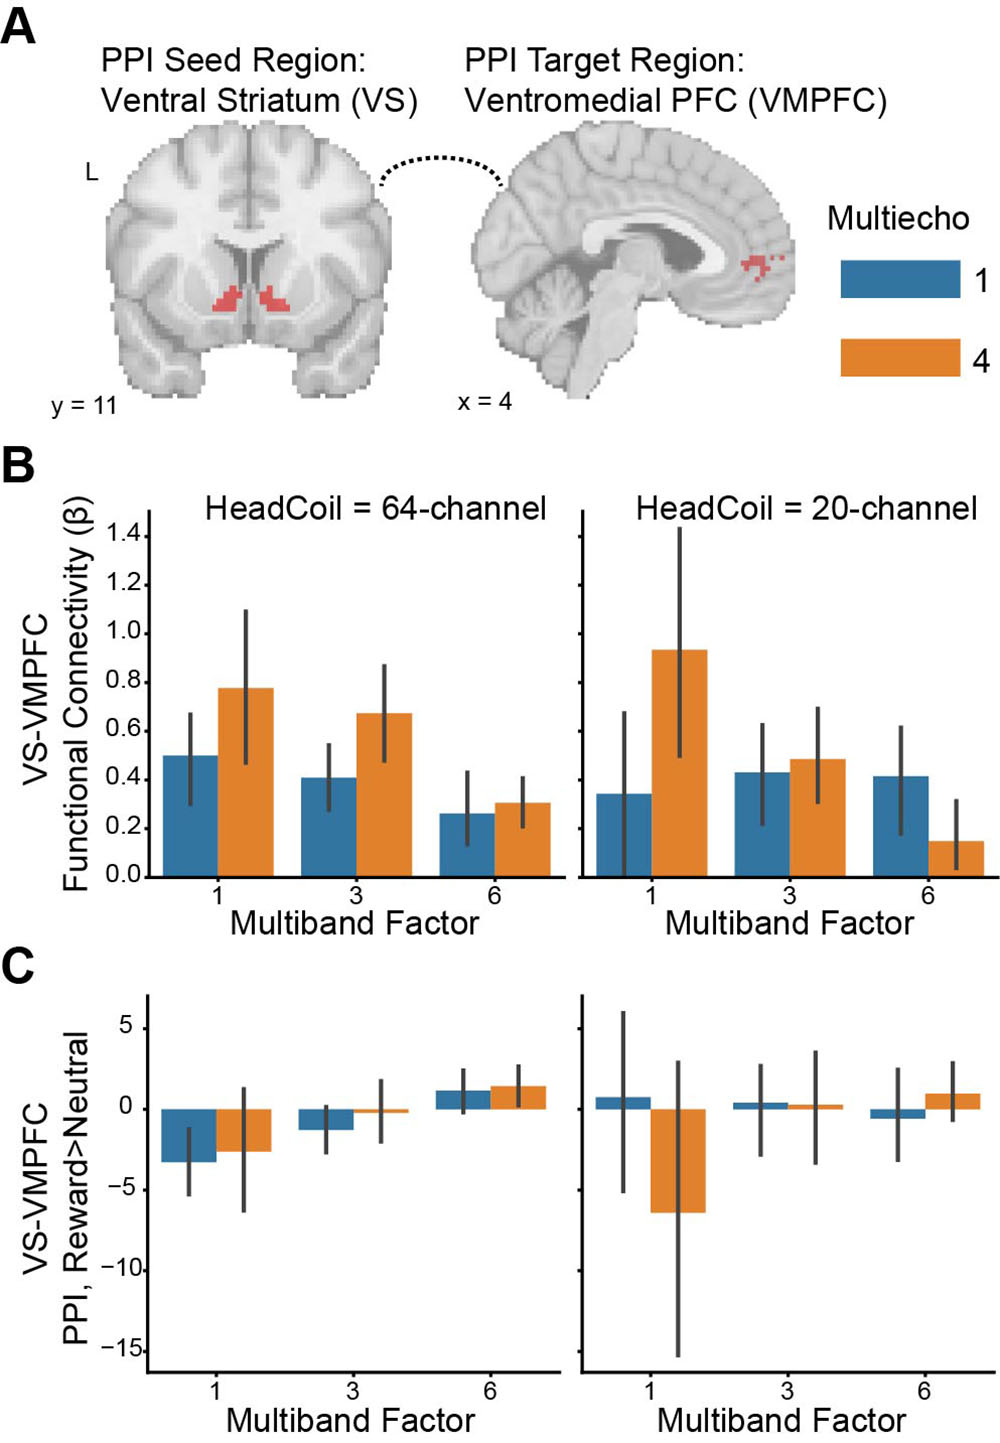 A
PPI Seed Region:
Ventral Striatum (VS)
PPI Target Region:
Ventromedial PFC (VMPFC)
L
y = 11
x = 4
Multiecho
1
4
B
VS-VMPFC
Functional Connectivity (β)
HeadCoil = 64-channel
1.4
1.2
1.0
0.8
0.6
0.4
0.2
0.0
1
3
6
Multiband Factor
HeadCoil = 20-channel
1
3
6
Multiband Factor
C
VS-VMPFC
PPI, Reward>Neutral
5
0
−5
−10
−15
1
3
6
Multiband Factor
1
3
6
Multiband Factor